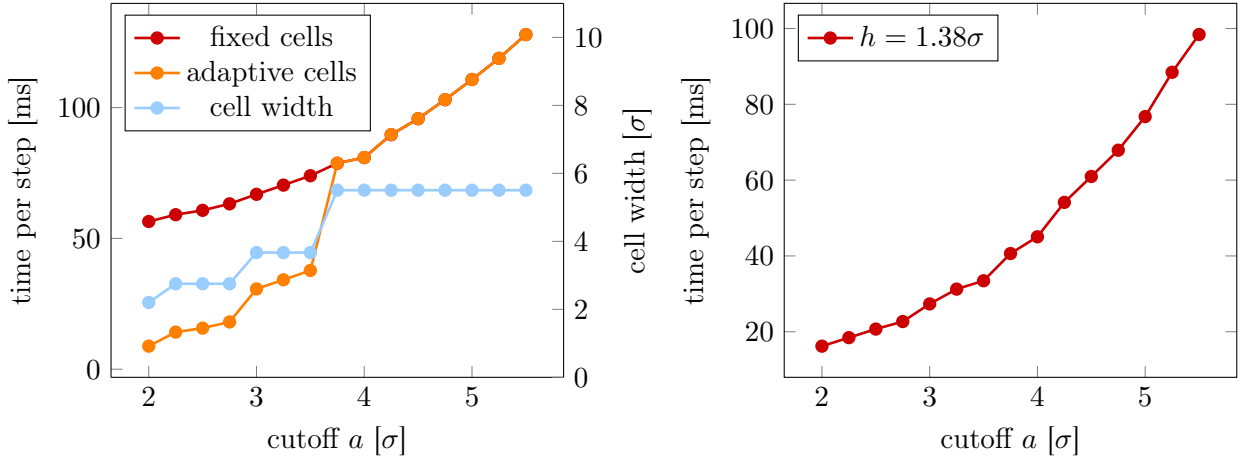 fixed cells
adaptive cells
cell width
time per step [ms]
0
50
100
2
3
4
5
cutoff a [σ]
0
2
4
6
8
10
cell width [σ]
h = 1.38σ
time per step [ms]
20
40
60
80
100
2
3
4
5
cutoff a [σ]